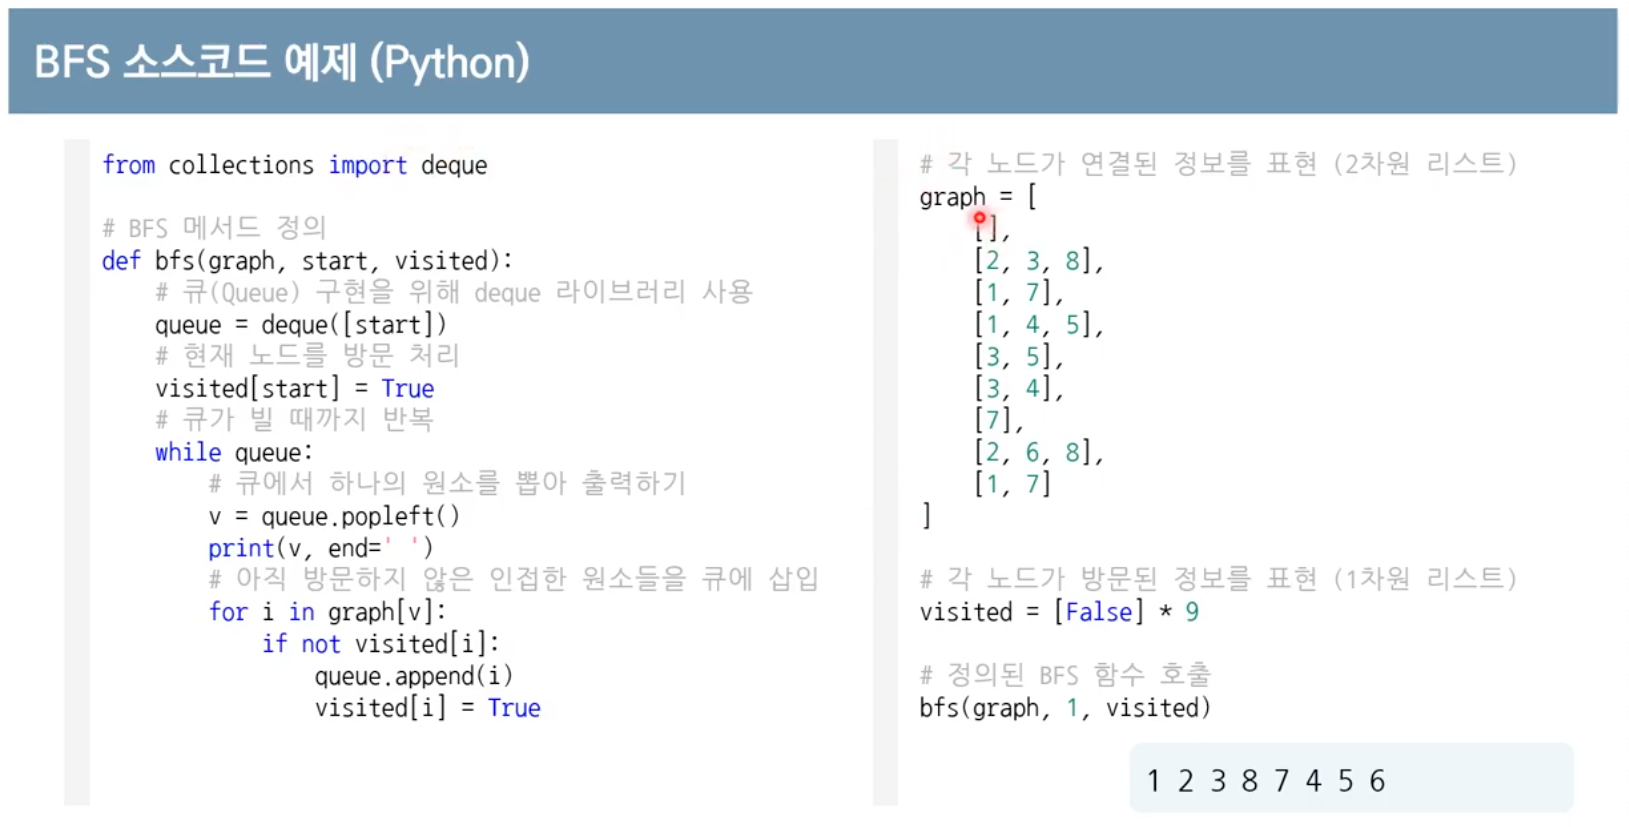 BFS 소스코드 예제 (Python)
from collections import deque
# BFS 메서드 정의
def bfs(graph, start, visited):
    # 큐(Queue) 구현을 위해 deque 라이브러리 사용
    queue = deque([start])
    # 현재 노드를 방문 처리
    visited[start] = True
    # 큐가 빌 때까지 반복
    while queue:
        # 큐에서 하나의 원소를 뽑아 출력하기
        v = queue.popleft()
        print(v, end=' ')
        # 아직 방문하지 않은 인접한 원소들을 큐에 삽입
        for i in graph[v]:
            if not visited[i]:
                queue.append(i)
                visited[i] = True
# 각 노드가 연결된 정보를 표현 (2차원 리스트)
graph = [
    [],
    [2, 3, 8],
    [1, 7],
    [1, 4, 5],
    [3, 5],
    [3, 4],
    [7],
    [2, 6, 8],
    [1, 7]
]
# 각 노드가 방문된 정보를 표현 (1차원 리스트)
visited = [False] * 9
# 정의된 BFS 함수 호출
bfs(graph, 1, visited)
1 2 3 8 7 4 5 6